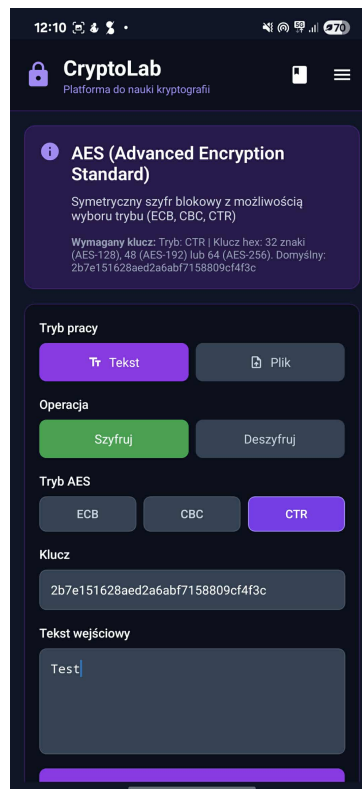 12:10
70
CryptoLab
Platforma do nauki kryptografii
AES (Advanced Encryption
Standard)
Symetryczny szyfr blokowy z możliwością
wyboru trybu (ECB, CBC, CTR)
Wymagany klucz: Tryb: CTR | Klucz hex: 32 znaki
(AES-128), 48 (AES-192) lub 64 (AES-256). Domyślny:
2b7e151628aed2a6abf7158809cf4f3c
Tryb pracy
Tekst
Plik
Operacja
Szyfruj
Deszyfruj
Tryb AES
ECB
CBC
CTR
Klucz
2b7e151628aed2a6abf7158809cf4f3c
Tekst wejściowy
Test